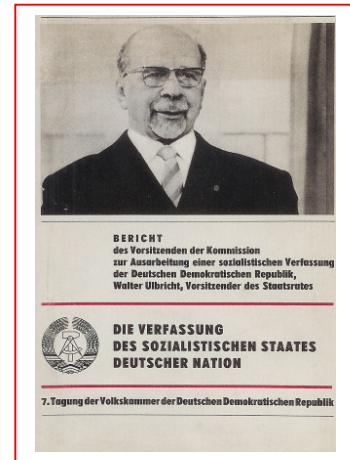 BERICHT
des Vorsitzenden der Kommission
zur Ausarbeitung einer sozialistischen Verfassung
der Deutschen Demokratischen Republik,
Walter Ulbricht, Vorsitzender des Staatsrates
DIE VERFASSUNG
DES SOZIALISTISCHEN STAATES
DEUTSCHER NATION
7. Tagung der Volkskammer der Deutschen Demokratischen Republik